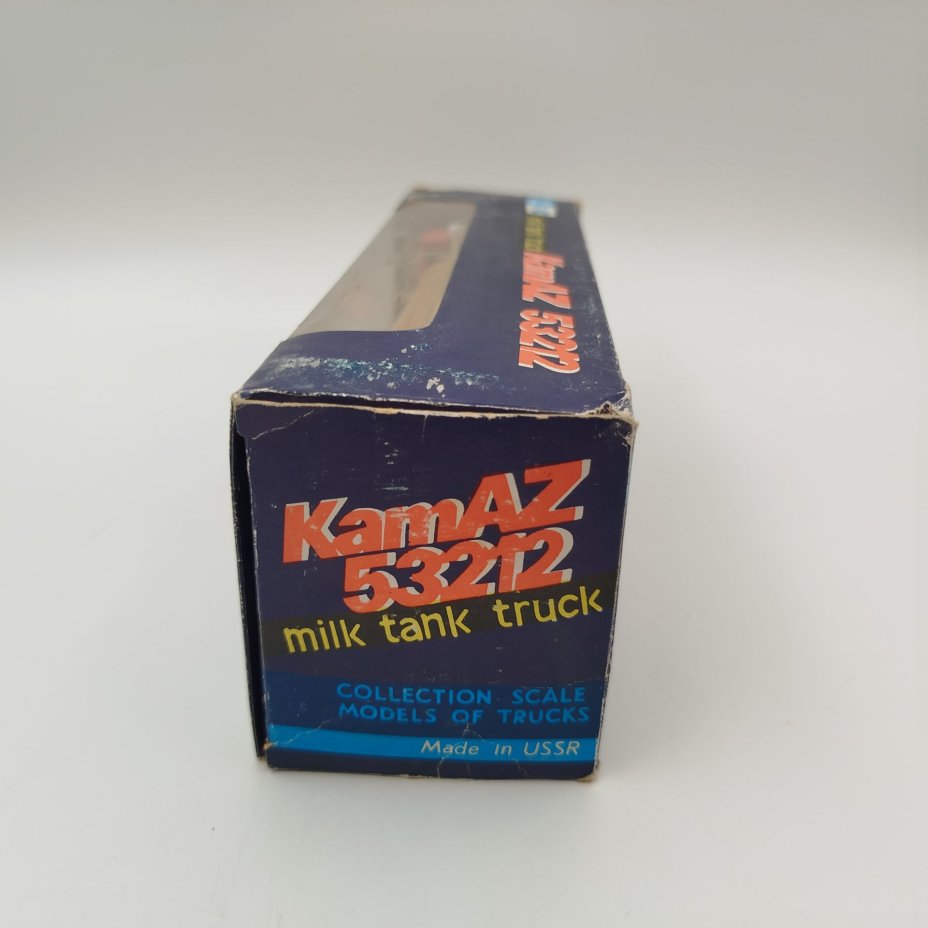 KamAZ 53212
KamAZ
53212
milk tank truck
COLLECTION SCALE
MODELS OF TRUCKS
Made in USSR